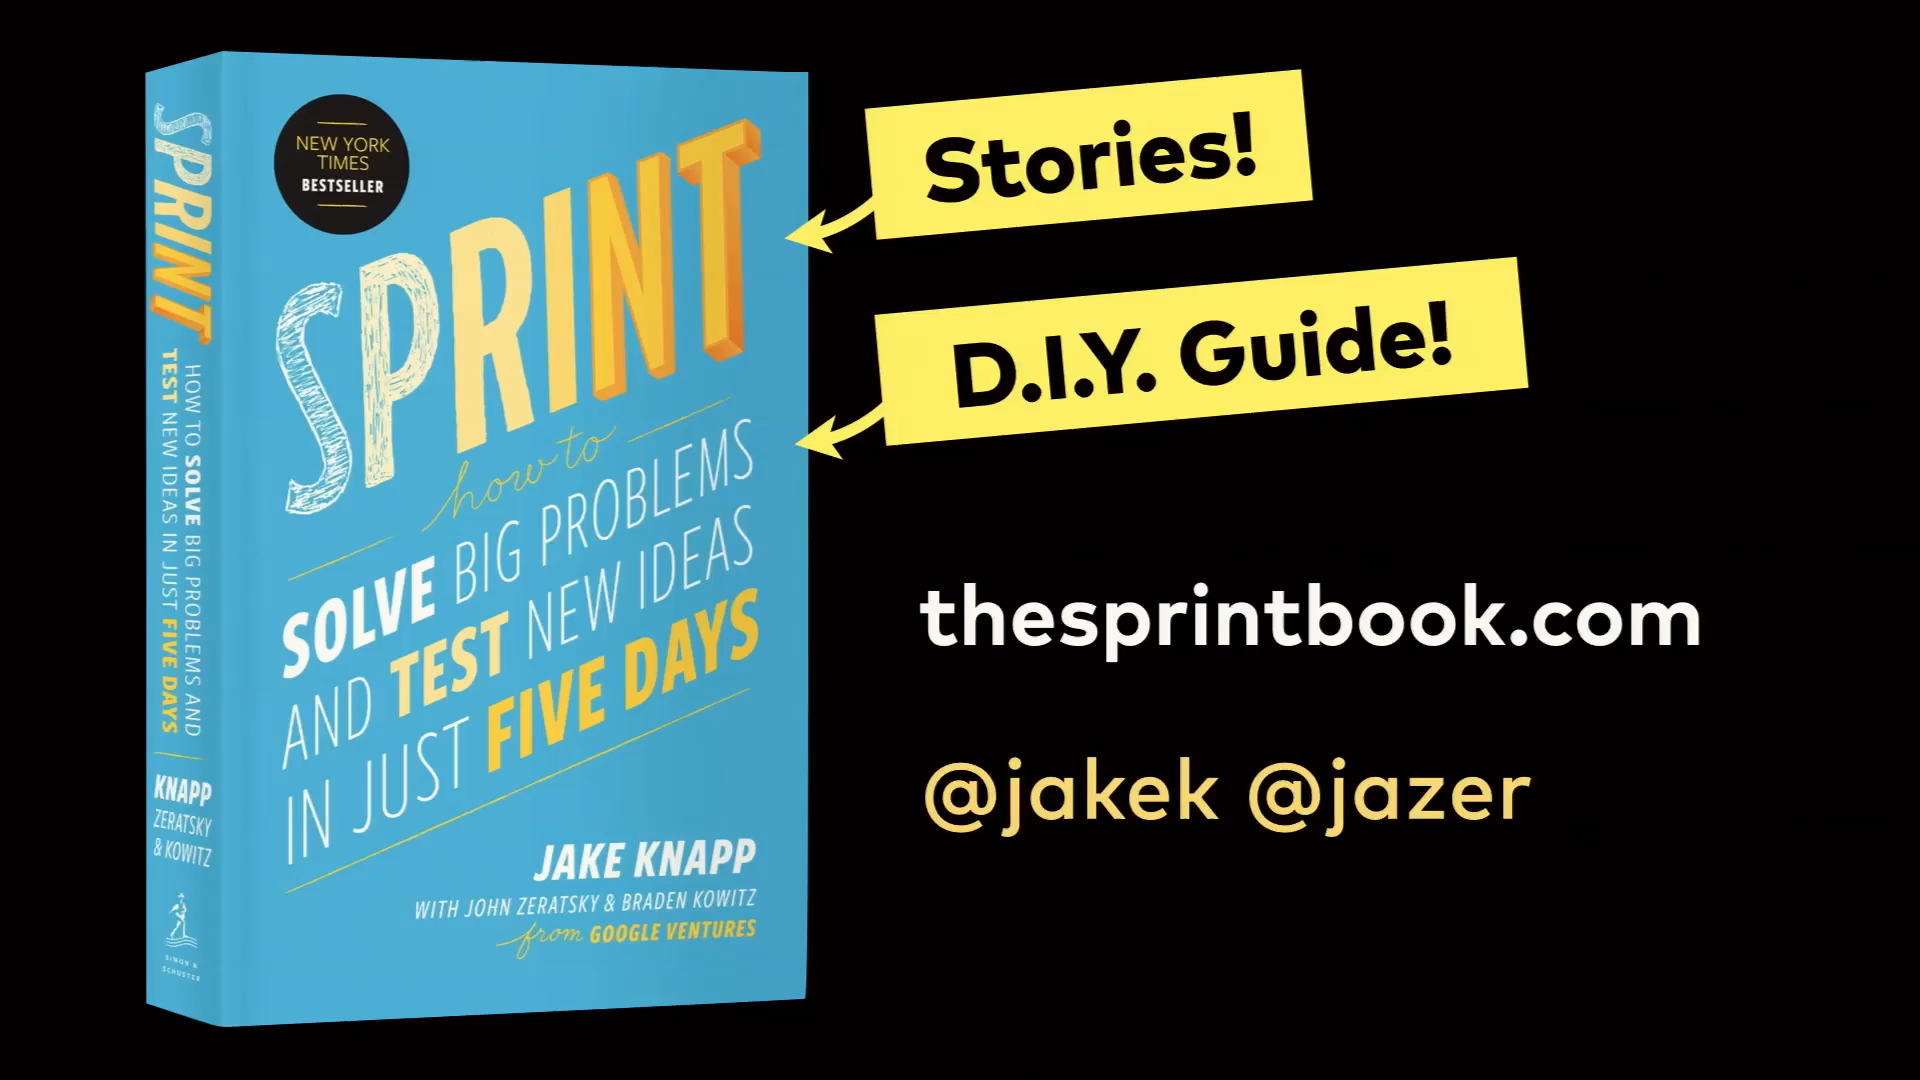 SPRINT
HOW TO SOLVE BIG PROBLEMS AND
TEST NEW IDEAS IN JUST FIVE DAYS
KNAPP
ZERATSKY
& KOWITZ
SIMON &
SCHUSTER
NEW YORK
TIMES
BESTSELLER
SPRINT
how to
SOLVE BIG PROBLEMS
AND TEST NEW IDEAS
IN JUST FIVE DAYS
JAKE KNAPP
WITH JOHN ZERATSKY & BRADEN KOWITZ
from GOOGLE VENTURES
Stories!
D.I.Y. Guide!
thesprintbook.com
@jakek @jazer